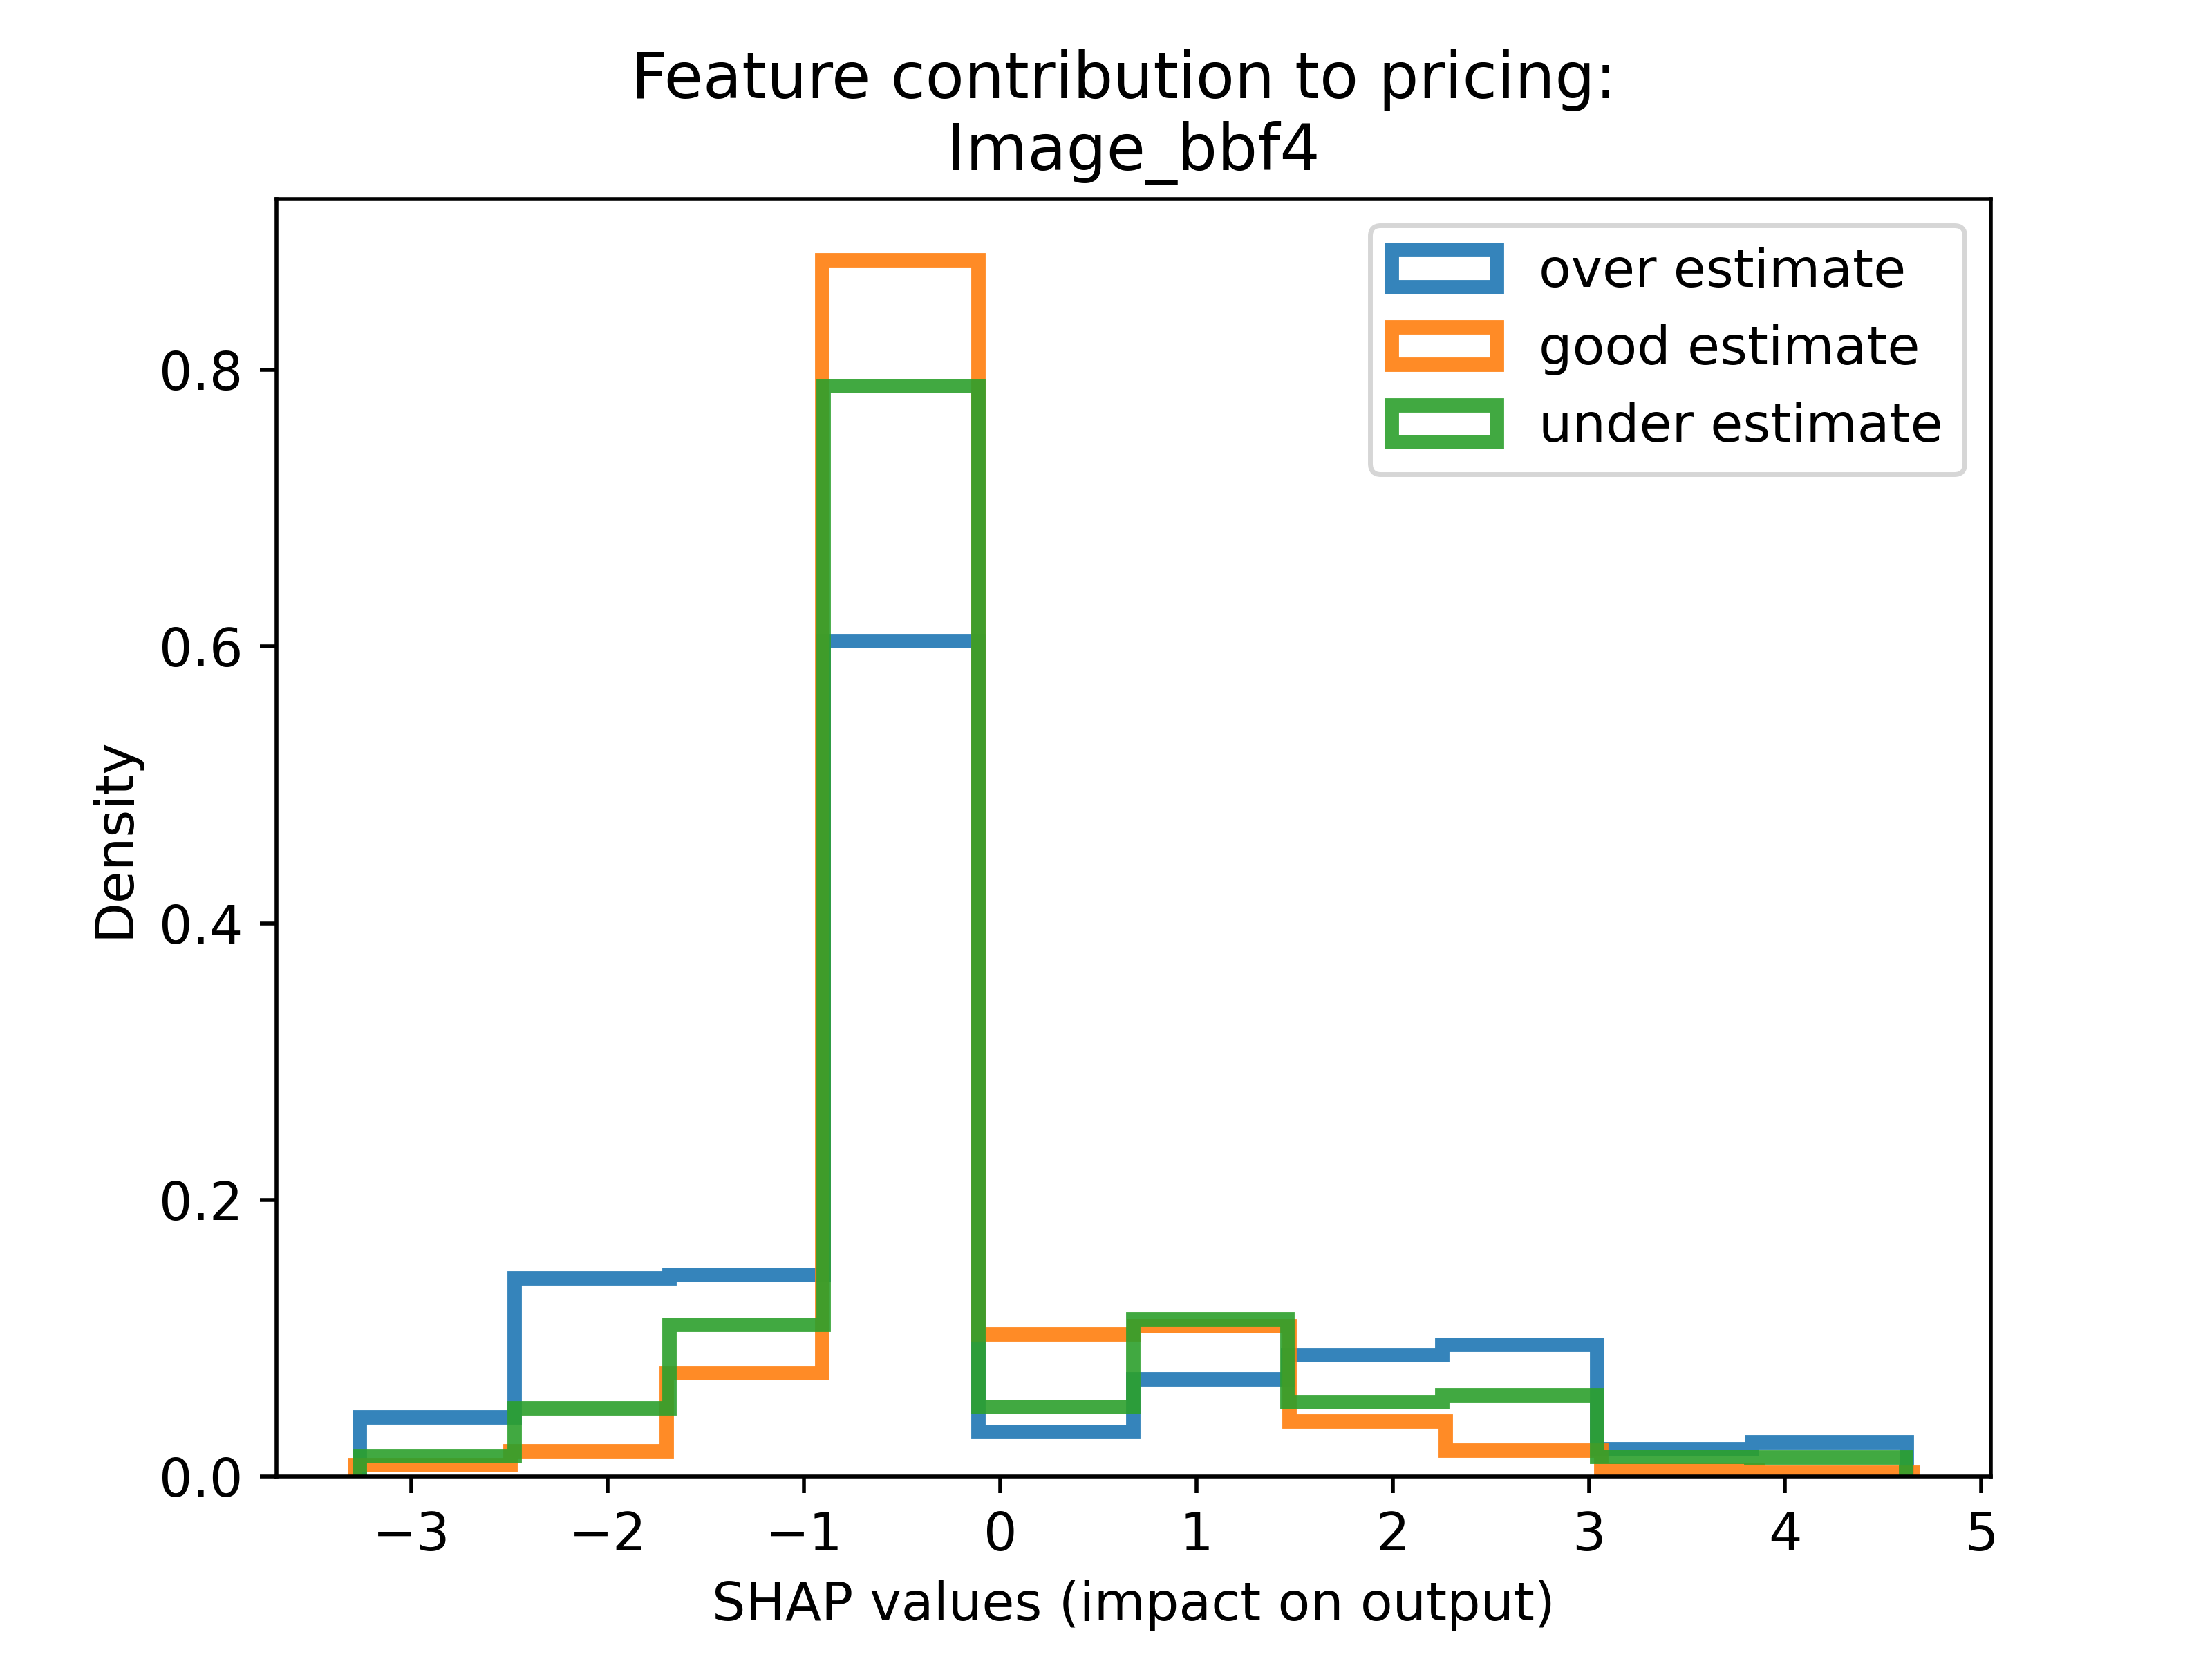 Feature contribution to pricing:
Image_bbf4
over estimate
good estimate
under estimate
0.8
0.6
0.4
0.2
0.0
Density
−3 −2 −1 0 1 2 3 4 5
SHAP values (impact on output)